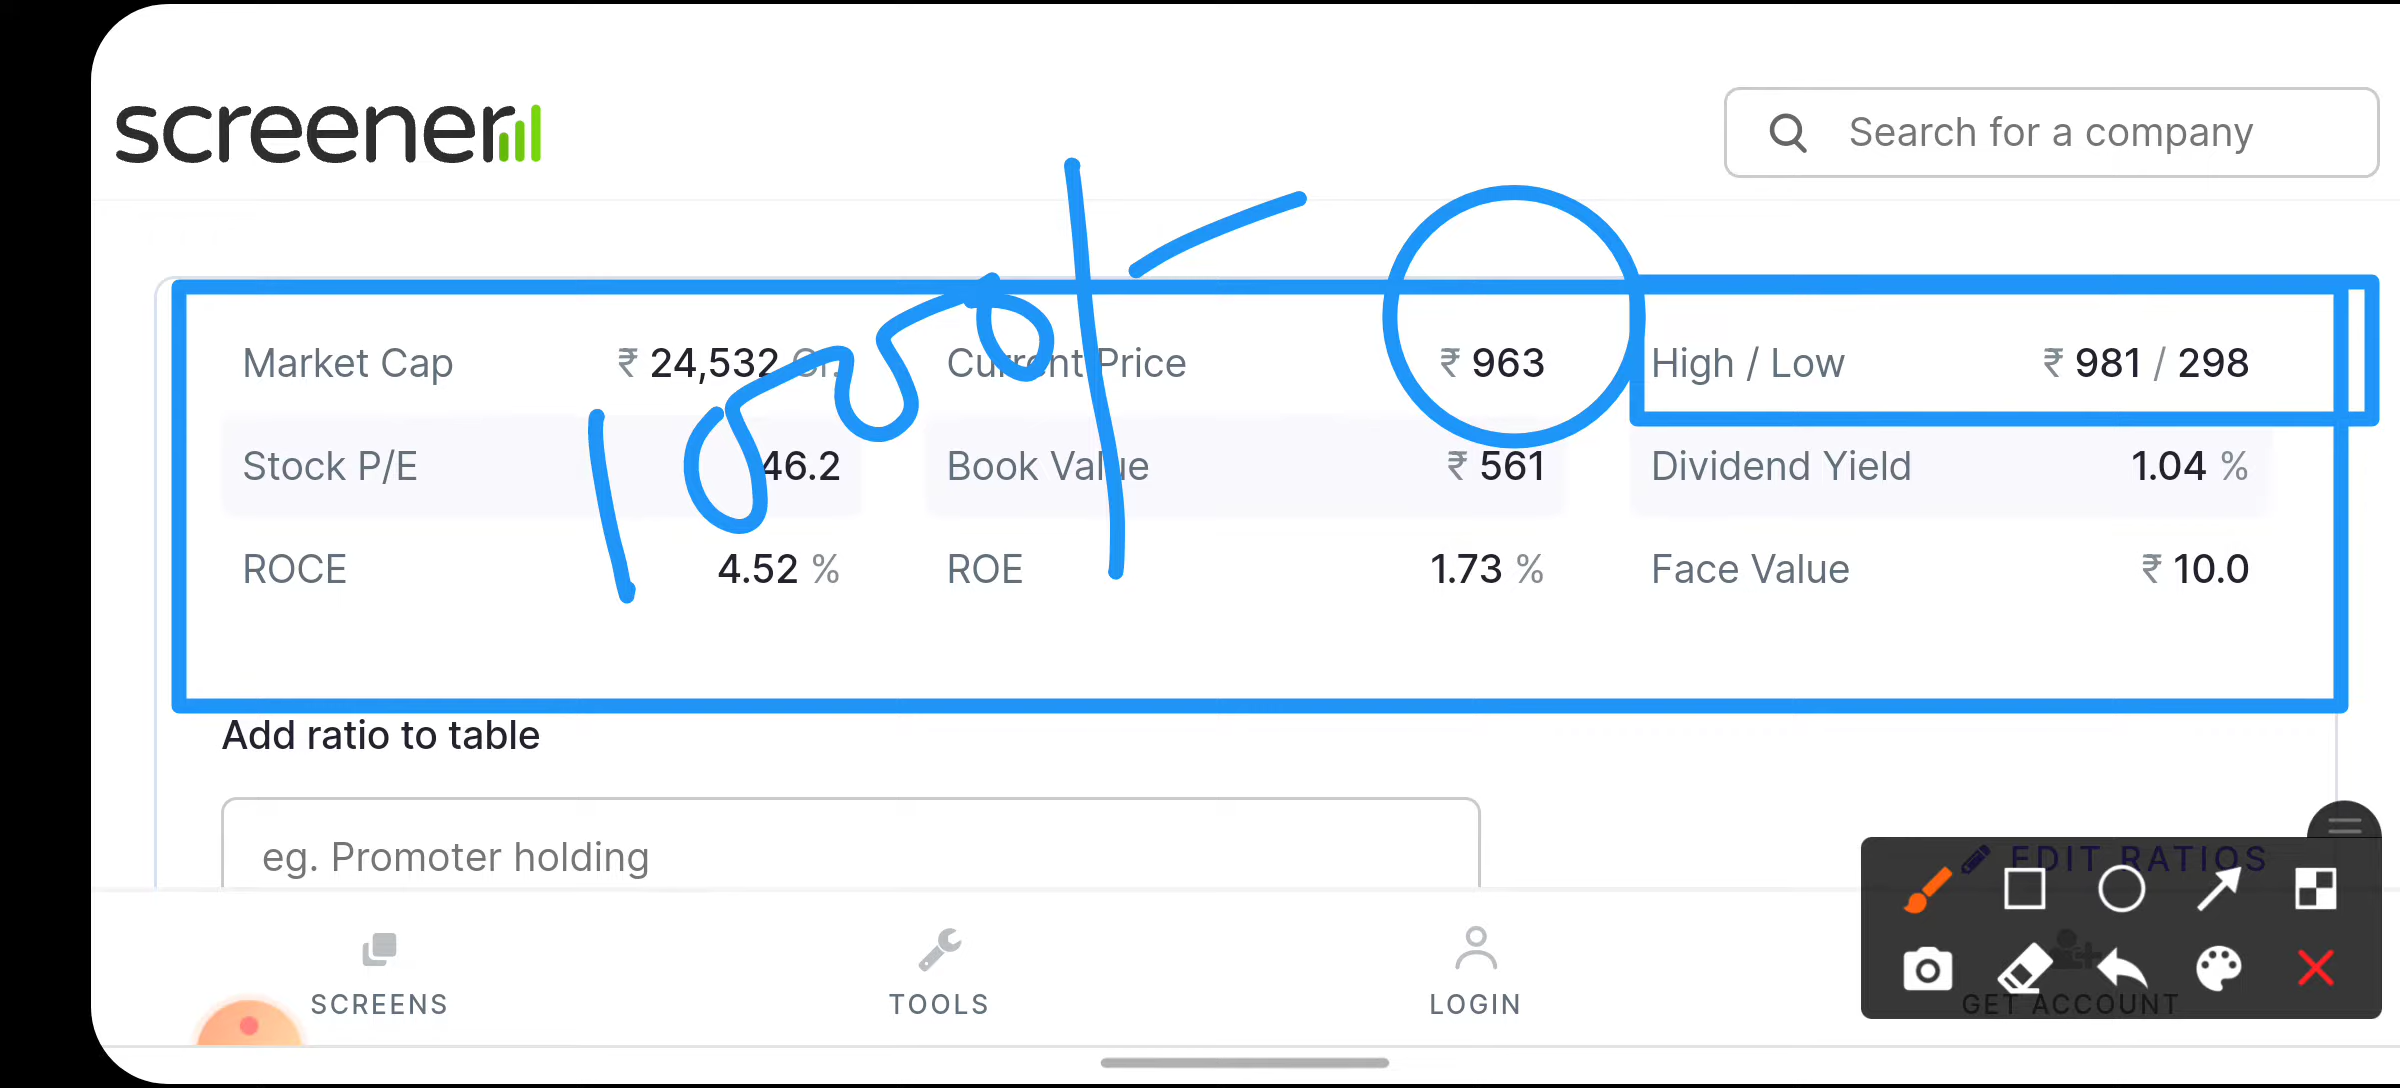 screener
Search for a company
Market Cap ₹ 24,532 Cr.
Current Price ₹ 963
High / Low ₹ 981 / 298
Stock P/E 46.2
Book Value ₹ 561
Dividend Yield 1.04 %
ROCE 4.52 %
ROE 1.73 %
Face Value ₹ 10.0
1000/-
Add ratio to table
eg. Promoter holding
EDIT RATIOS
SCREENS
TOOLS
LOGIN
GET ACCOUNT